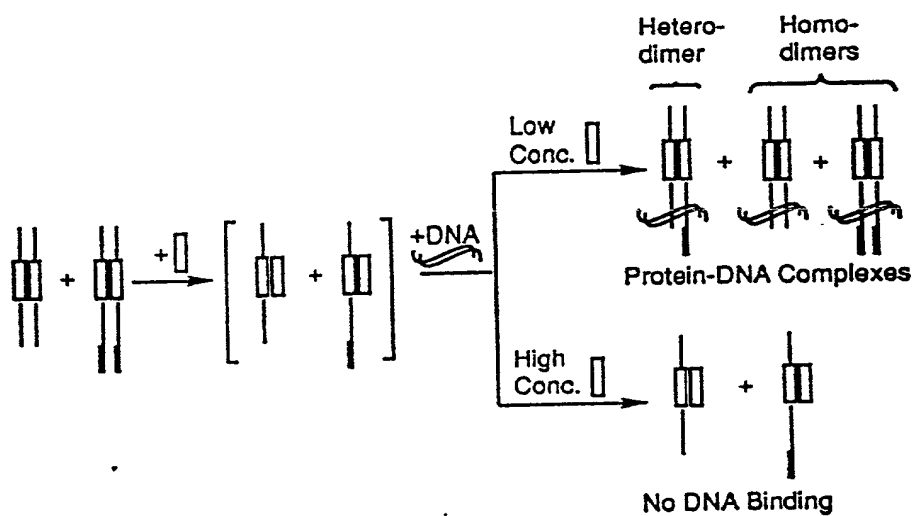 Hetero-
dimer
Homo-
dimers
Low
Conc.
+
+
+DNA
+
+
+
Protein-DNA Complexes
High
Conc.
+
No DNA Binding